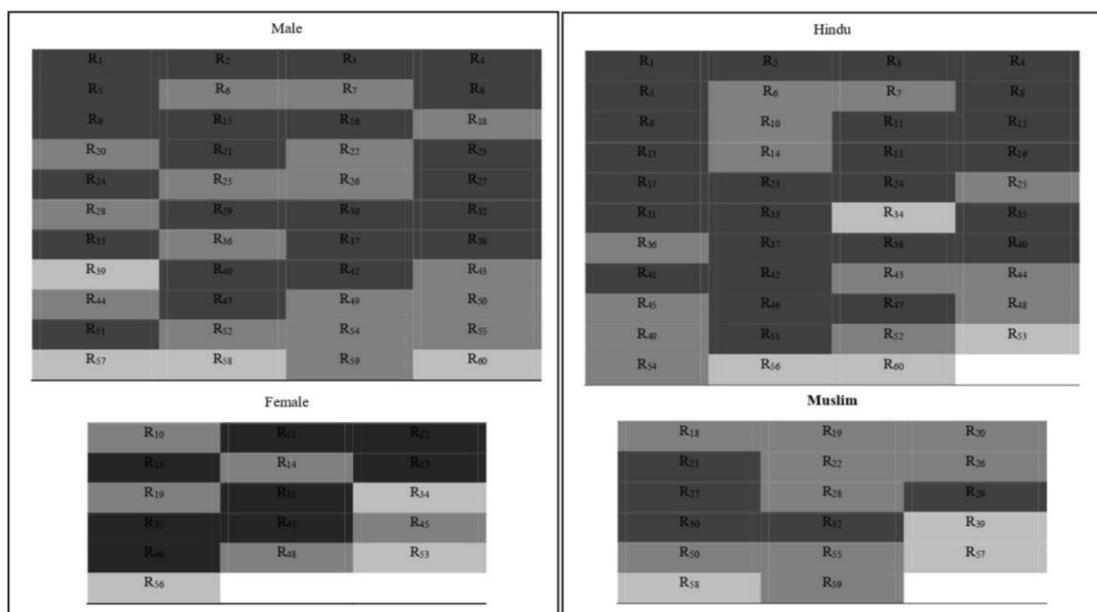 Male
R₁ R₂ R₃ R₄
R₅ R₆ R₇ R₈
R₉ R₁₅ R₁₆ R₁₈
R₂₀ R₂₁ R₂₂ R₂₃
R₂₄ R₂₅ R₂₆ R₂₇
R₂₈ R₂₉ R₃₀ R₃₂
R₃₃ R₃₆ R₃₇ R₃₈
R₃₉ R₄₀ R₄₂ R₄₃
R₄₄ R₄₇ R₄₉ R₅₀
R₅₁ R₅₂ R₅₄ R₅₅
R₅₇ R₅₈ R₅₉ R₆₀
Female
R₁₀ R₁₁ R₁₂
R₁₃ R₁₄ R₁₇
R₁₉ R₃₁ R₃₄
R₃₅ R₄₁ R₄₅
R₄₆ R₄₈ R₅₃
R₅₆
Hindu
R₁ R₂ R₃ R₄
R₅ R₆ R₇ R₈
R₉ R₁₀ R₁₁ R₁₂
R₁₃ R₁₄ R₁₅ R₁₆
R₁₇ R₂₃ R₂₄ R₂₅
R₃₁ R₃₃ R₃₄ R₃₅
R₃₆ R₃₇ R₃₈ R₄₀
R₄₁ R₄₂ R₄₃ R₄₄
R₄₅ R₄₆ R₄₇ R₄₈
R₄₉ R₅₁ R₅₂ R₅₃
R₅₄ R₅₆ R₆₀
Muslim
R₁₈ R₁₉ R₂₀
R₂₁ R₂₂ R₂₆
R₂₇ R₂₈ R₂₉
R₃₀ R₃₂ R₃₉
R₅₀ R₅₅ R₅₇
R₅₈ R₅₉